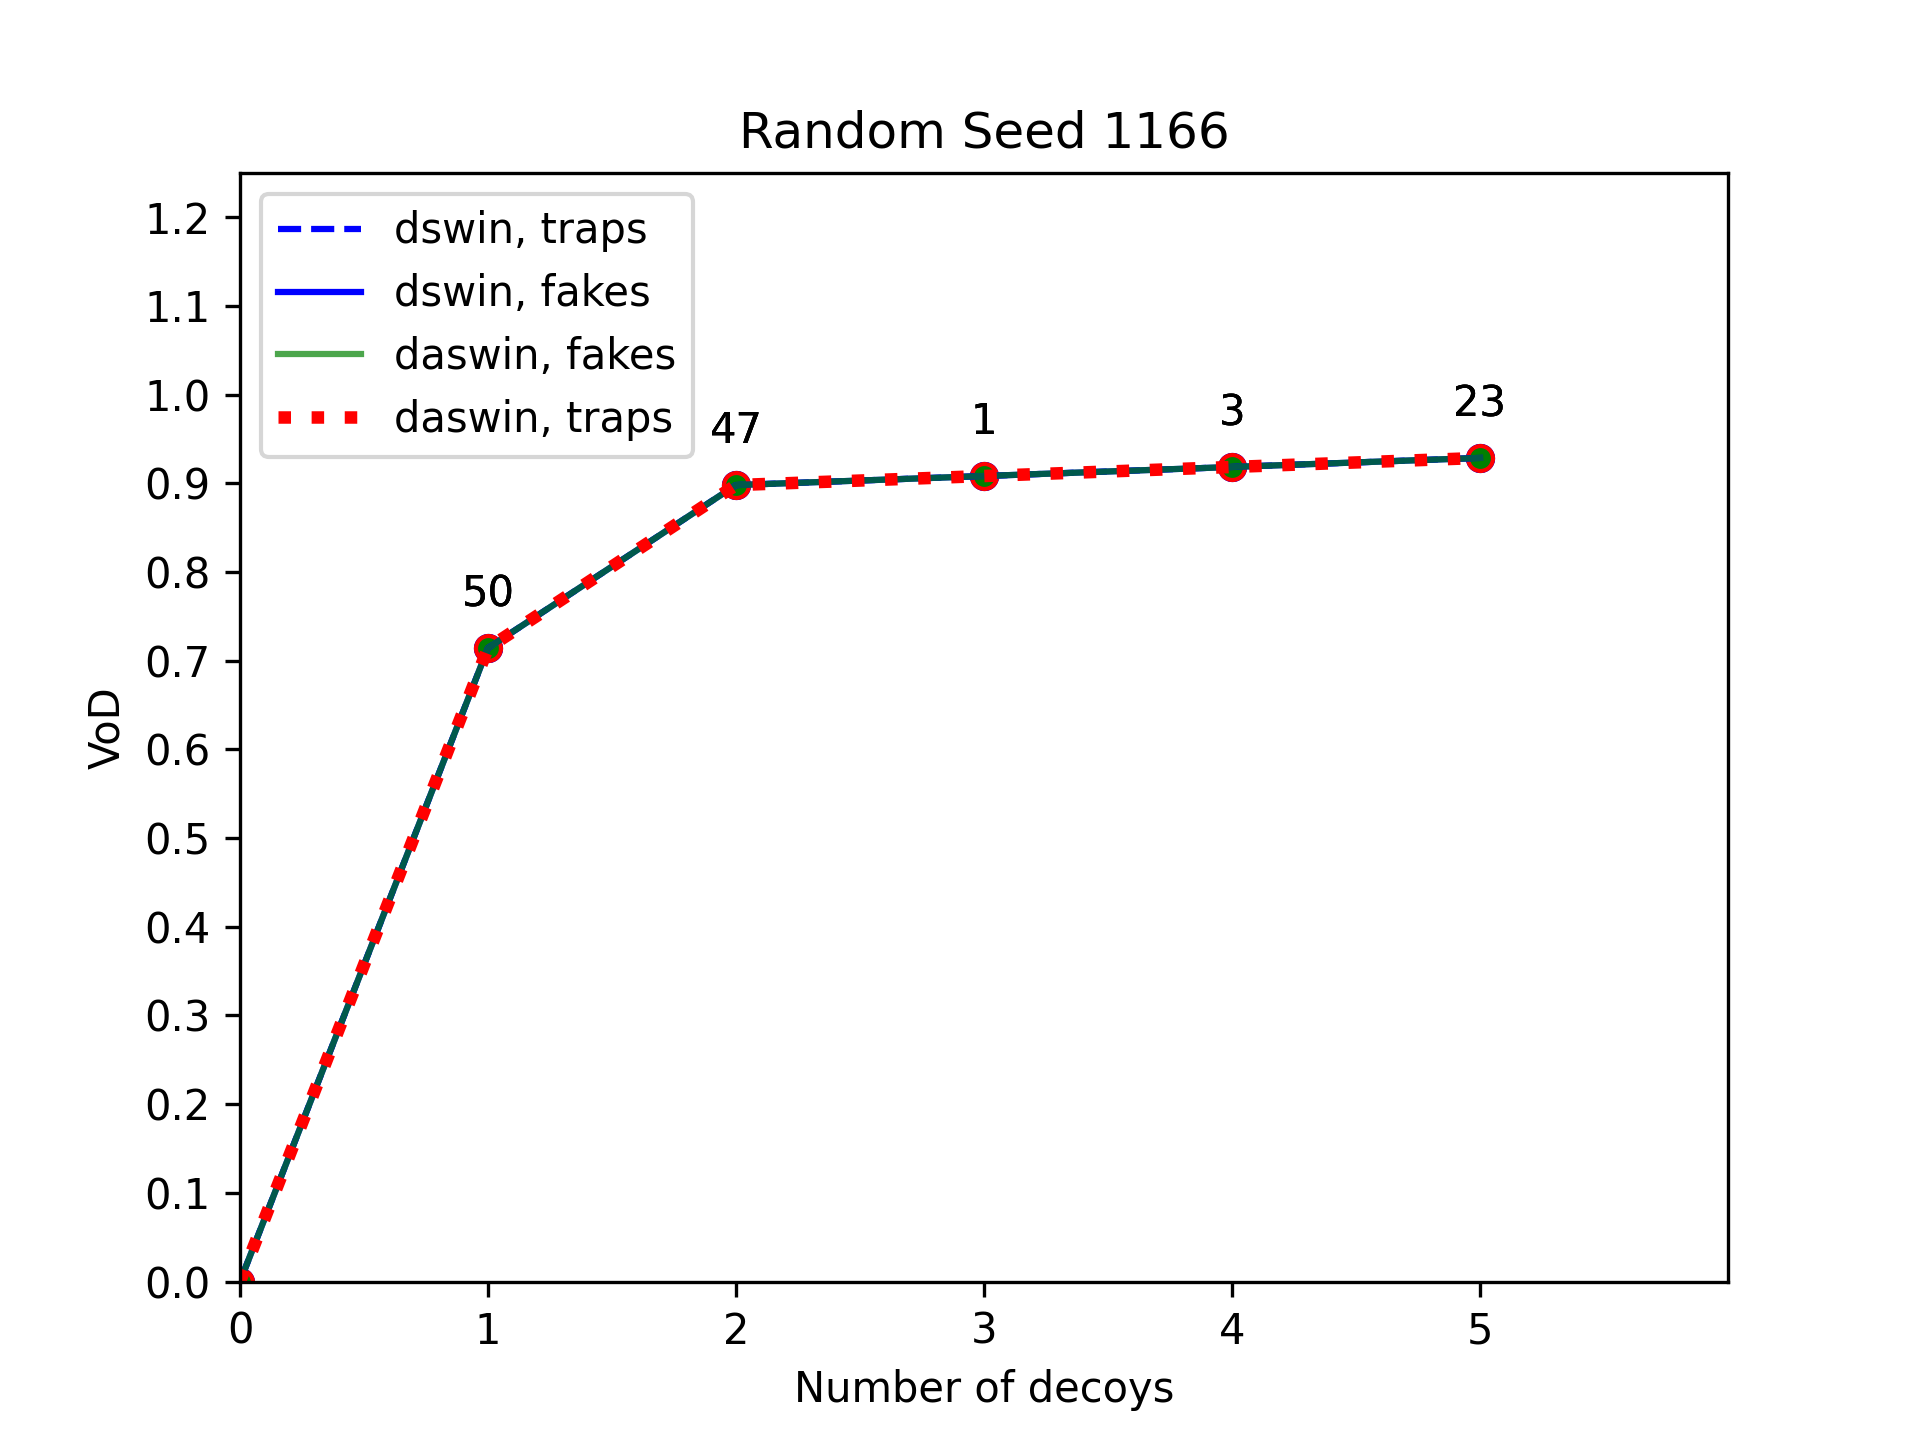 Random Seed 1166
dswin, traps
dswin, fakes
daswin, fakes
daswin, traps
1.2
1.1
1.0
0.9
0.8
0.7
0.6
0.5
0.4
0.3
0.2
0.1
0.0
VoD
50
47
1
3
23
0 1 2 3 4 5
Number of decoys